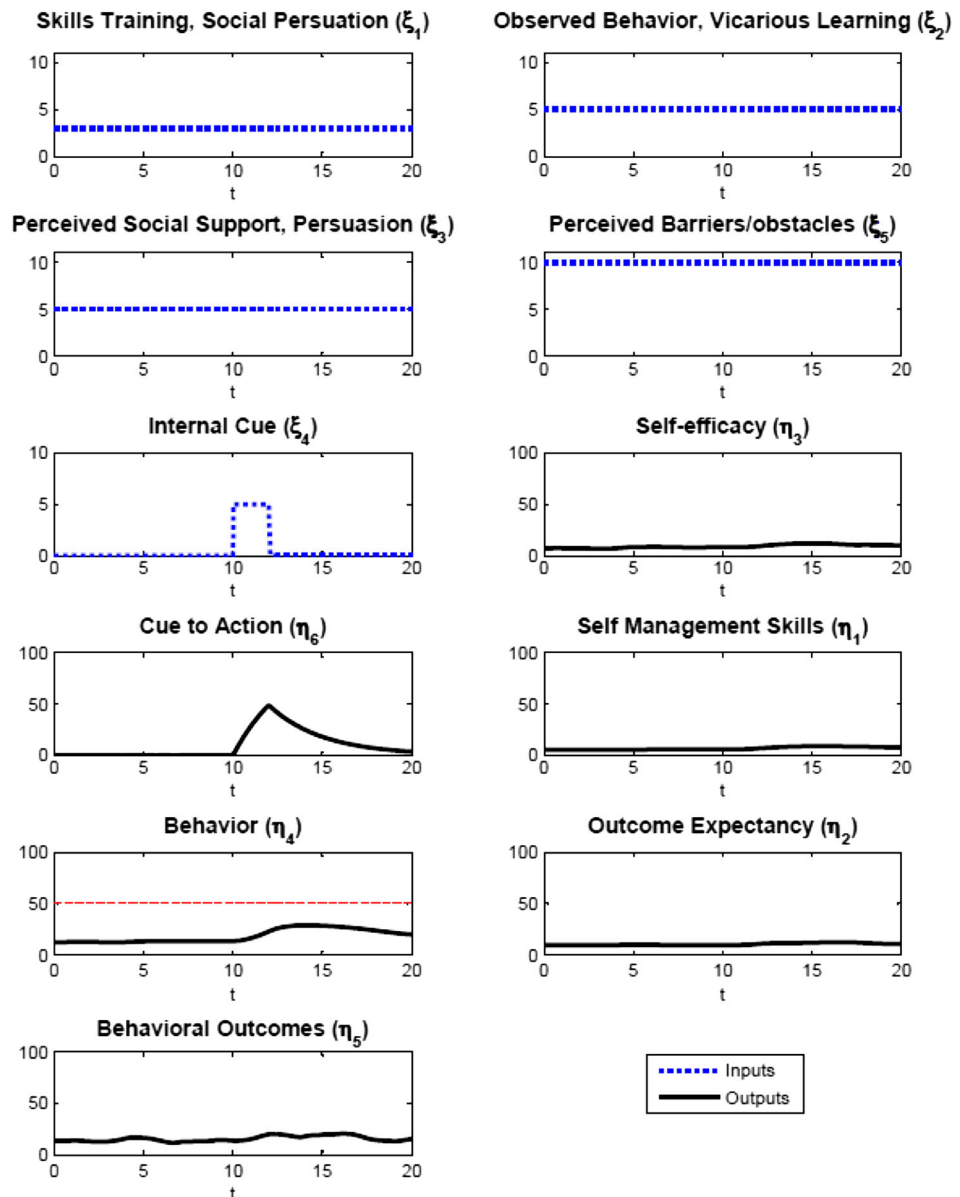 Skills Training, Social Persuation (ξ1)
10
5
0
0 5 10 15 20
t
Observed Behavior, Vicarious Learning (ξ2)
10
5
0
0 5 10 15 20
t
Perceived Social Support, Persuasion (ξ3)
10
5
0
0 5 10 15 20
t
Perceived Barriers/obstacles (ξ5)
10
5
0
0 5 10 15 20
t
Internal Cue (ξ4)
10
5
0
0 5 10 15 20
t
Self-efficacy (η3)
100
50
0
0 5 10 15 20
t
Cue to Action (η6)
100
50
0
0 5 10 15 20
t
Self Management Skills (η1)
100
50
0
0 5 10 15 20
t
Behavior (η4)
100
50
0
0 5 10 15 20
t
Outcome Expectancy (η2)
100
50
0
0 5 10 15 20
t
Behavioral Outcomes (η5)
100
50
0
0 5 10 15 20
t
Inputs
Outputs